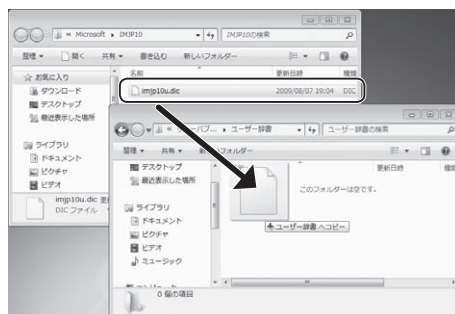 « Microsoft ▸ IMJP10
IMJP10の検索
整理 ▼ 開く 共有 ▼ 書き込む 新しいフォルダー
お気に入り
ダウンロード
デスクトップ
最近表示した場所
ライブラリ
ドキュメント
ピクチャ
ビデオ
名前 更新日時 種類
imjp10u.dic 2009/08/07 19:04 DIC
imjp10u.dic 更
DIC ファイル
▸ ユーザー辞書
ユーザー辞書の検索
整理 ▼ 共有 ▼
デスクトップ
最近表示した場所
ライブラリ
ドキュメント
ピクチャ
ビデオ
ミュージック
更新日時
このフォルダーは空です。
ユーザー辞書 へコピー
0 個の項目